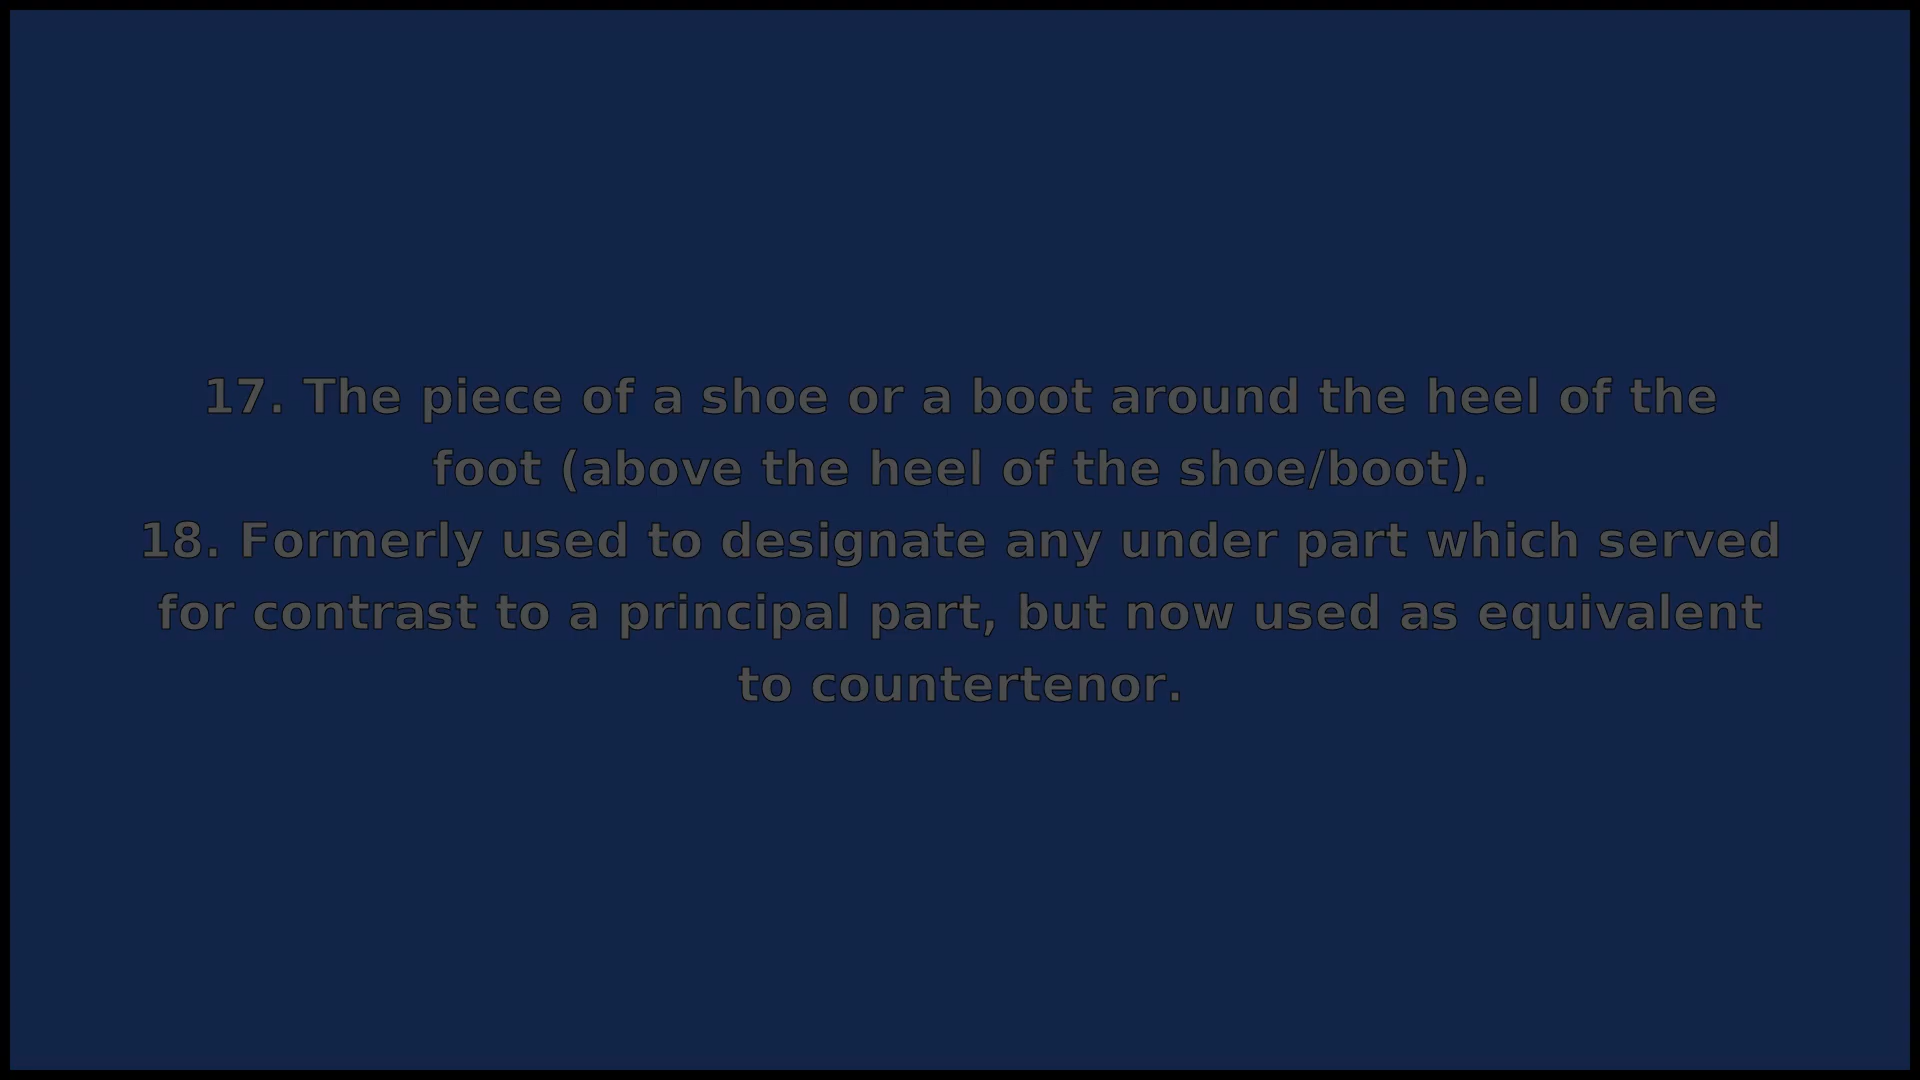 17. The piece of a shoe or a boot around the heel of the
foot (above the heel of the shoe/boot).
18. Formerly used to designate any under part which served
for contrast to a principal part, but now used as equivalent
to countertenor.